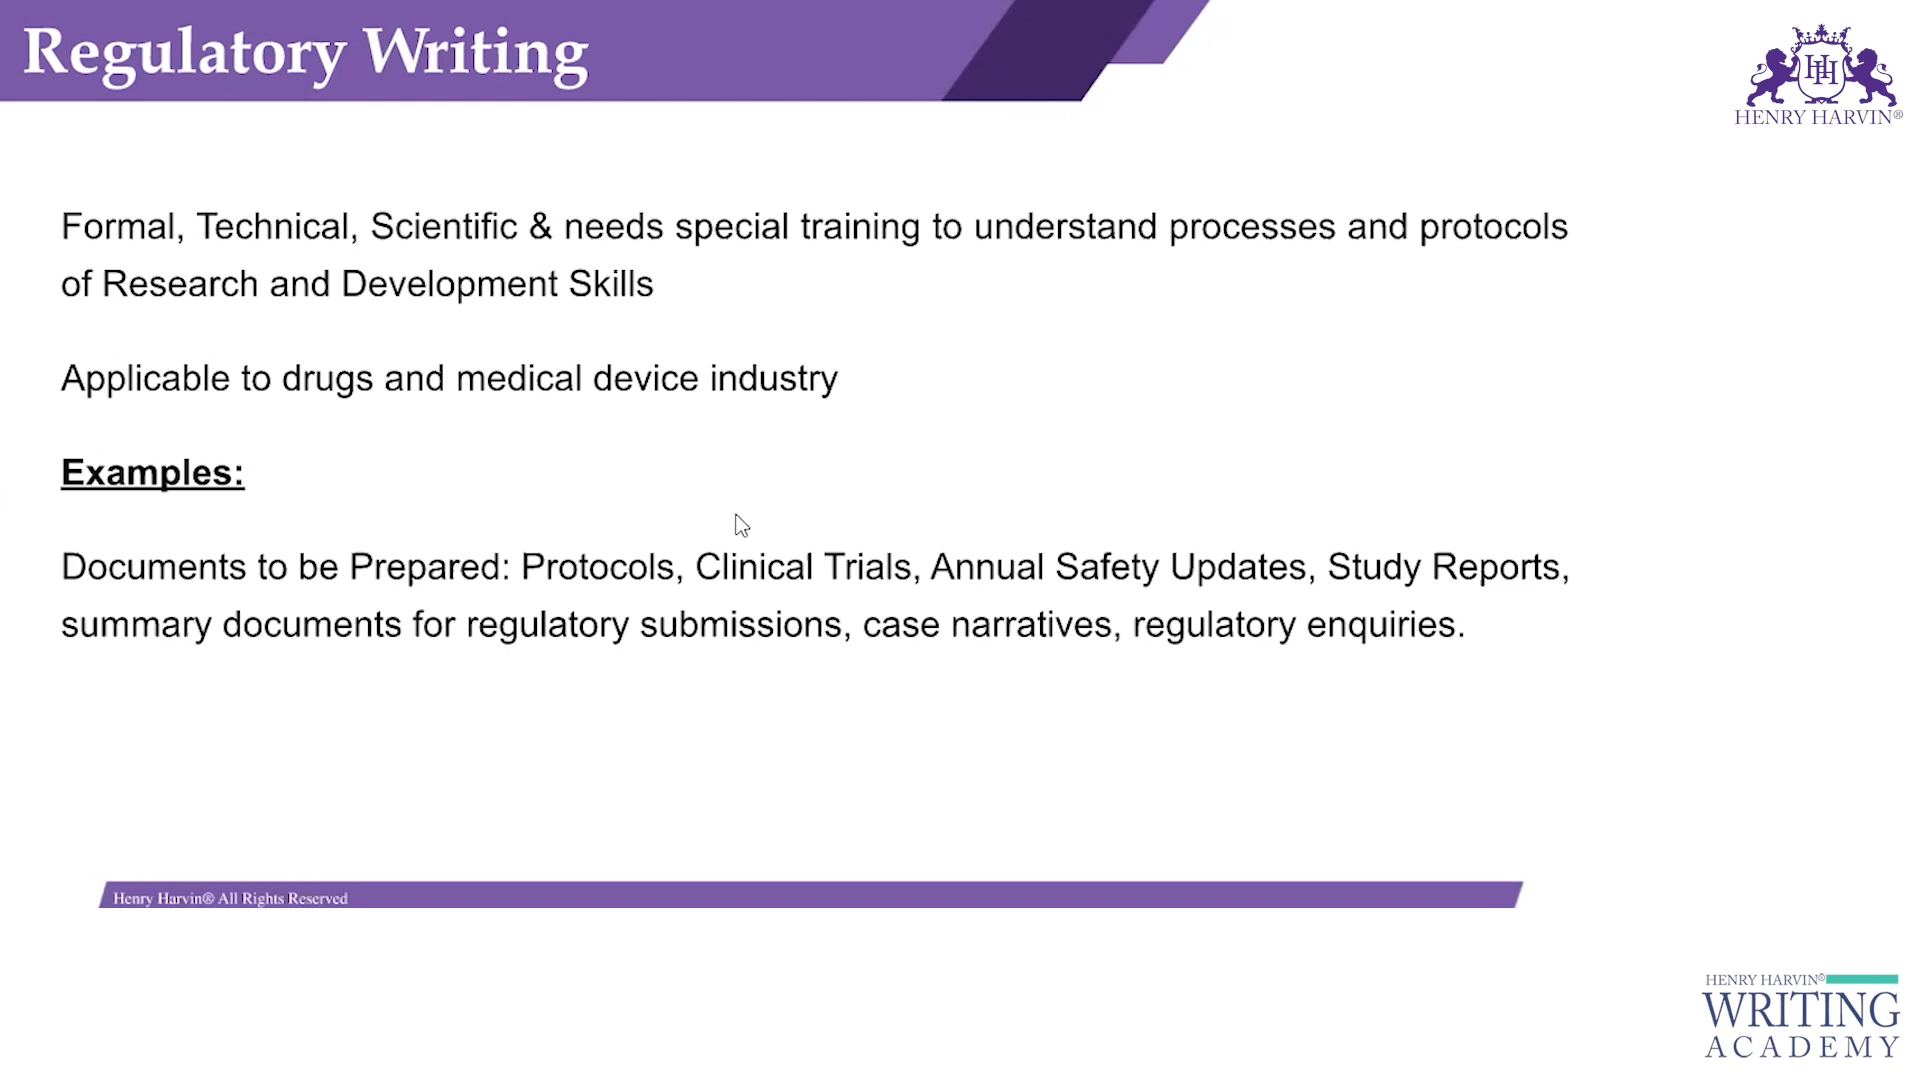 Regulatory Writing
HENRY HARVIN®
Formal, Technical, Scientific & needs special training to understand processes and protocols
of Research and Development Skills
Applicable to drugs and medical device industry
Examples:
Documents to be Prepared: Protocols, Clinical Trials, Annual Safety Updates, Study Reports,
summary documents for regulatory submissions, case narratives, regulatory enquiries.
Henry Harvin® All Rights Reserved
HENRY HARVIN®
WRITING
ACADEMY